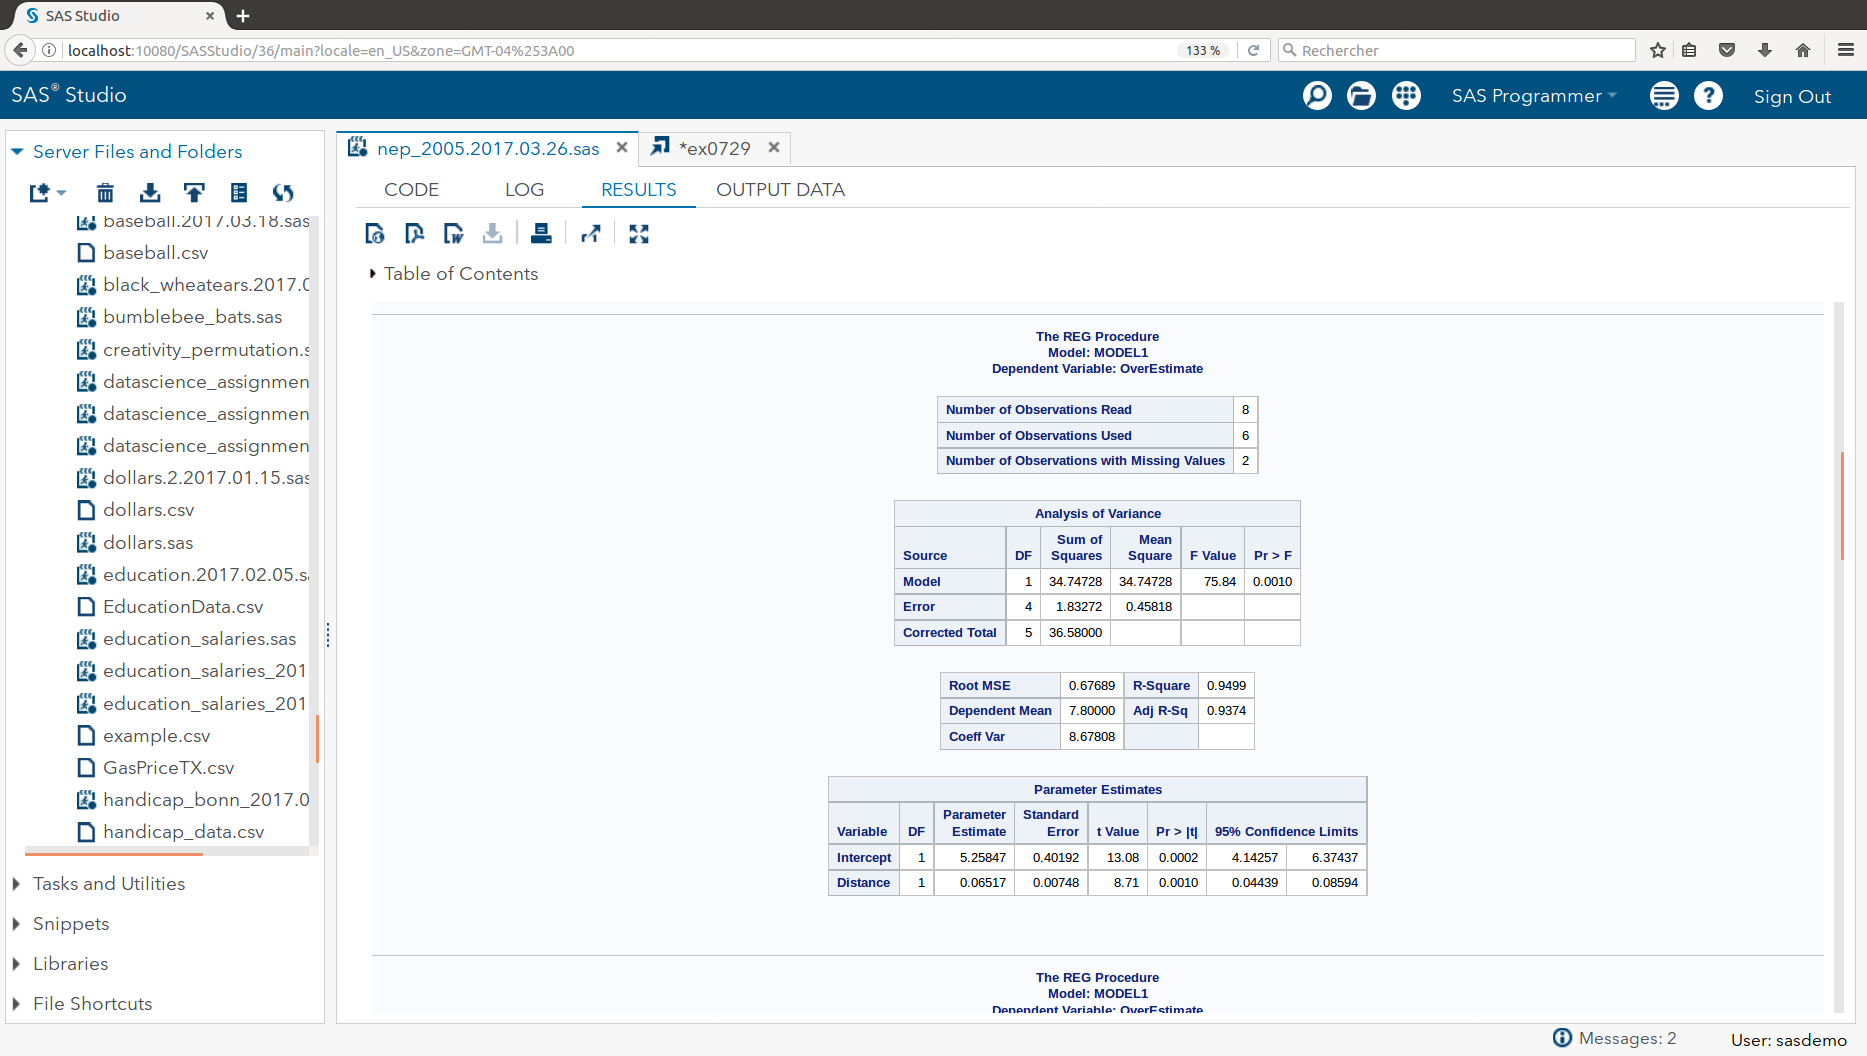 SAS Studio
localhost:10080/SASStudio/36/main?locale=en_US&zone=GMT-04%253A00
133 %
Rechercher
SAS® Studio
SAS Programmer
Sign Out
Server Files and Folders
baseball.2017.03.18.sas
baseball.csv
black_wheatears.2017.0
bumblebee_bats.sas
creativity_permutation.s
datascience_assignmen
datascience_assignmen
datascience_assignmen
dollars.2.2017.01.15.sas
dollars.csv
dollars.sas
education.2017.02.05.sa
EducationData.csv
education_salaries.sas
education_salaries_201
education_salaries_201
example.csv
GasPriceTX.csv
handicap_bonn_2017.0
handicap_data.csv
Tasks and Utilities
Snippets
Libraries
File Shortcuts
nep_2005.2017.03.26.sas
*ex0729
CODE LOG RESULTS OUTPUT DATA
Table of Contents
The REG Procedure
Model: MODEL1
Dependent Variable: OverEstimate
Number of Observations Read 8
Number of Observations Used 6
Number of Observations with Missing Values 2
Analysis of Variance
Source DF Sum of Squares Mean Square F Value Pr > F
Model 1 34.74728 34.74728 75.84 0.0010
Error 4 1.83272 0.45818
Corrected Total 5 36.58000
Root MSE 0.67689 R-Square 0.9499
Dependent Mean 7.80000 Adj R-Sq 0.9374
Coeff Var 8.67808
Parameter Estimates
Variable DF Parameter Estimate Standard Error t Value Pr > |t| 95% Confidence Limits
Intercept 1 5.25847 0.40192 13.08 0.0002 4.14257 6.37437
Distance 1 0.06517 0.00748 8.71 0.0010 0.04439 0.08594
The REG Procedure
Model: MODEL1
Dependent Variable: OverEstimate
Messages: 2
User: sasdemo